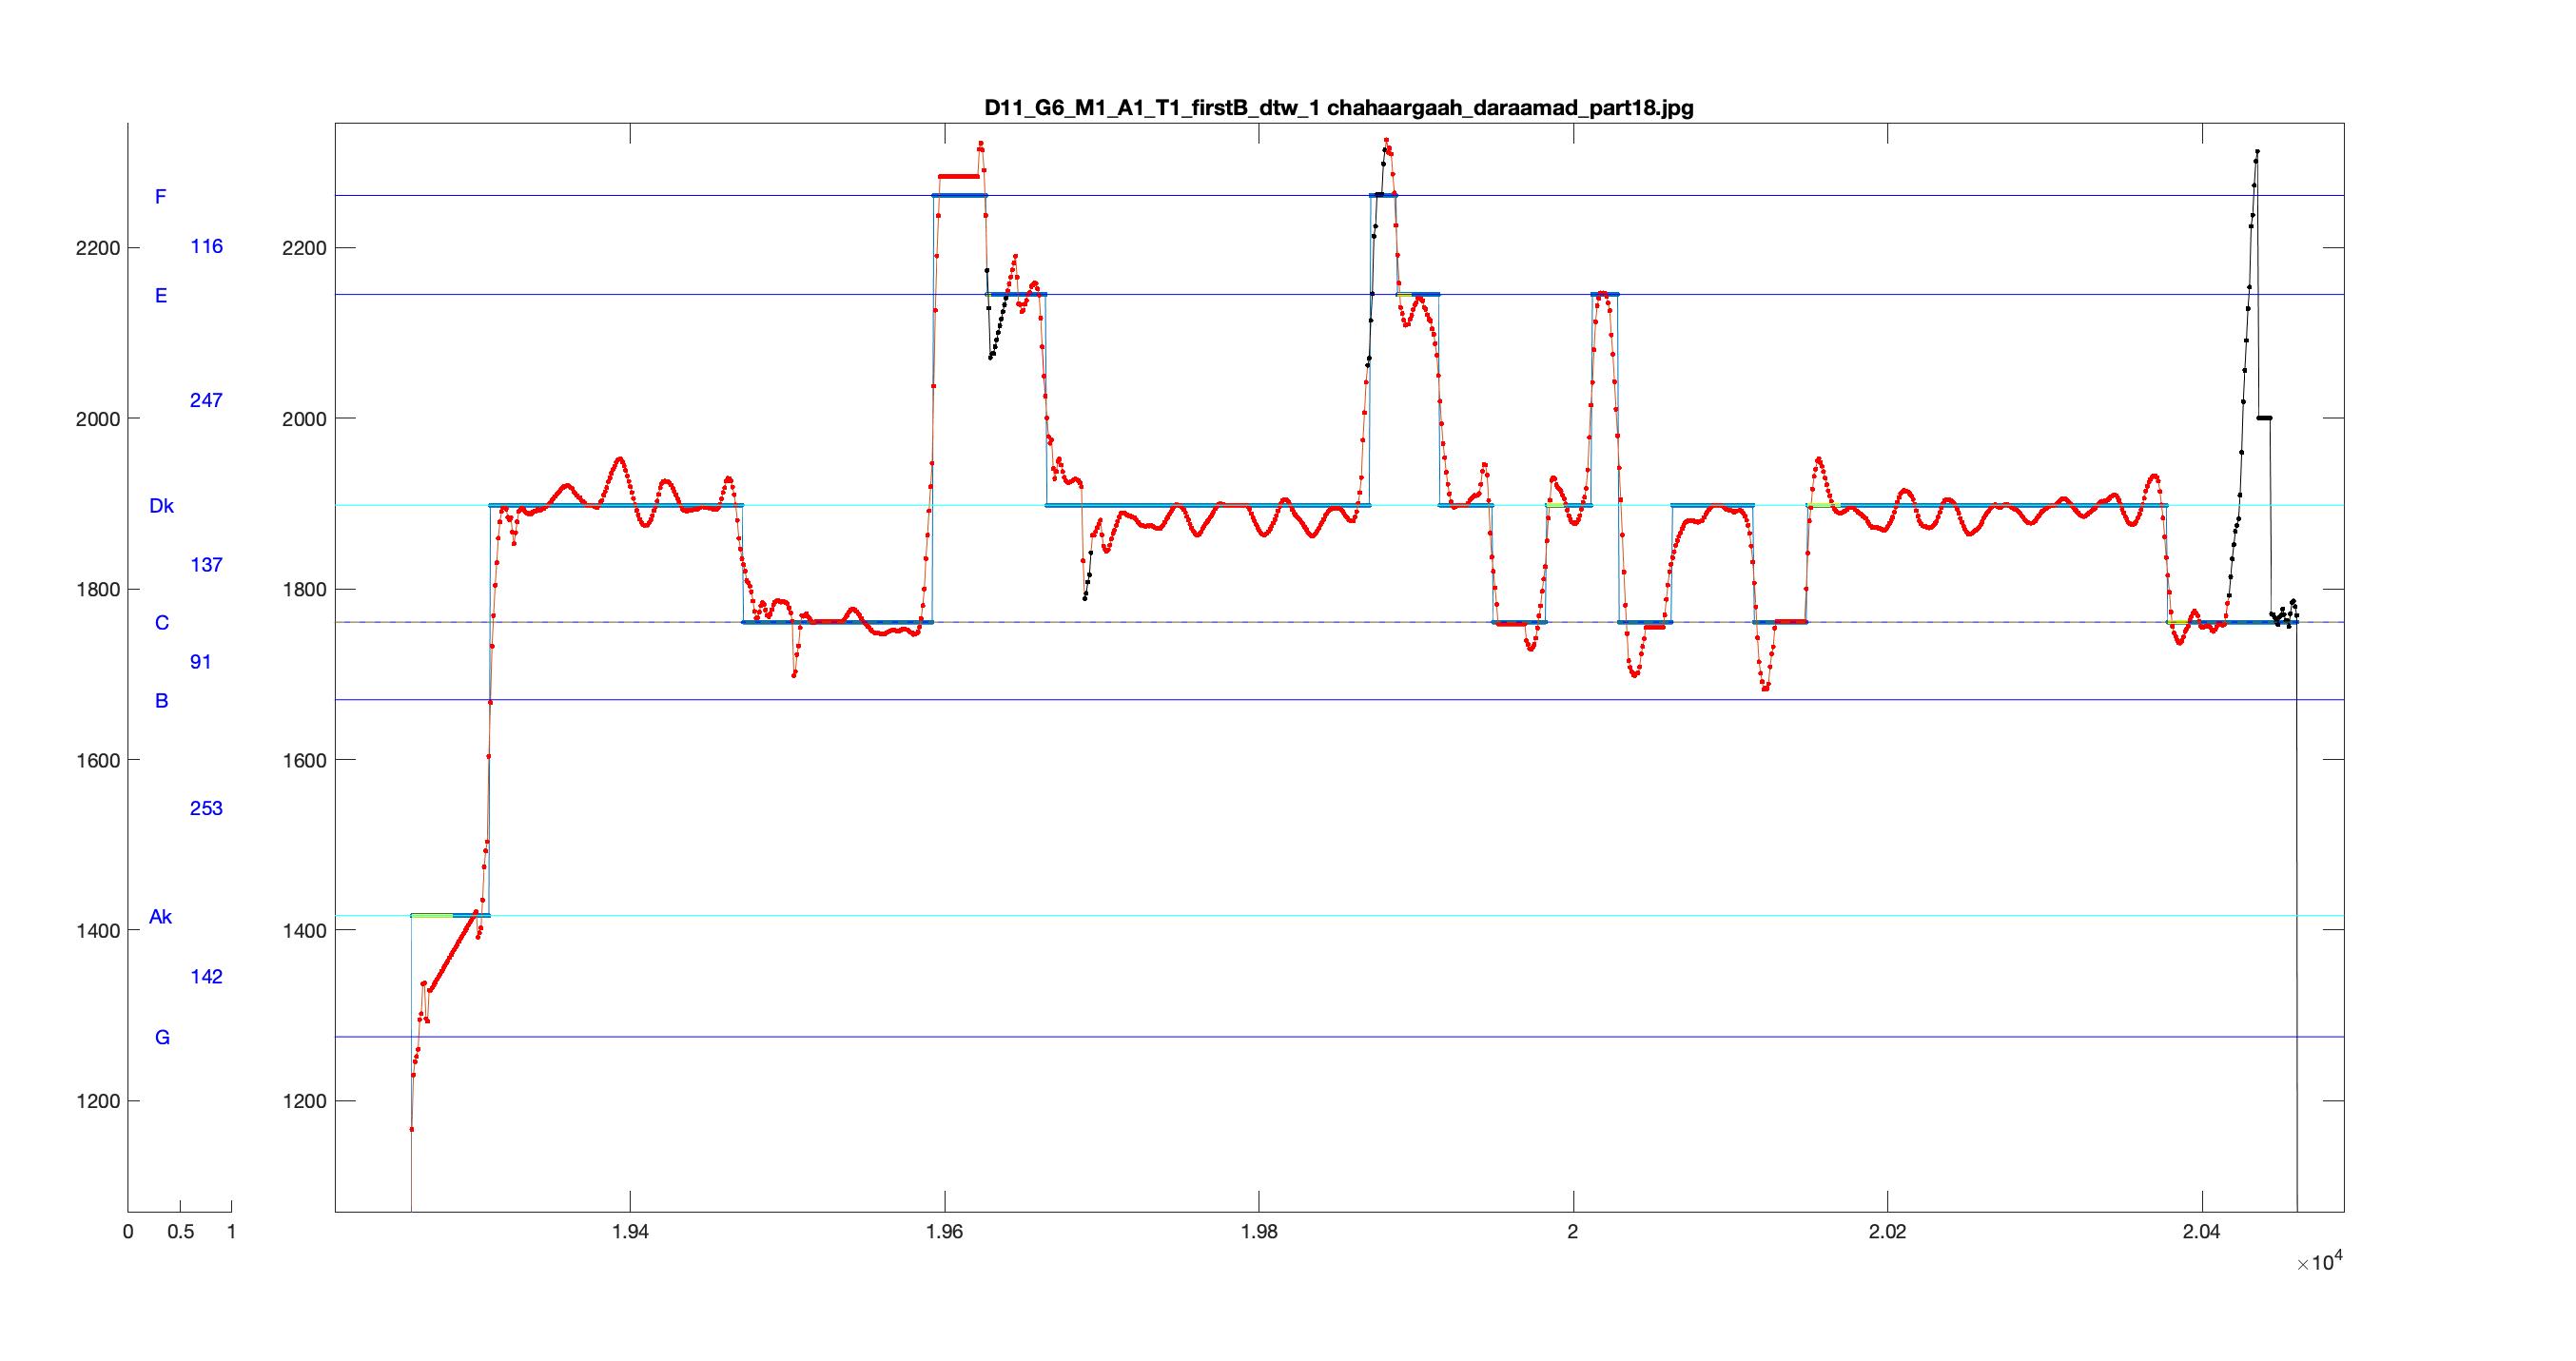 D11_G6_M1_A1_T1_firstB_dtw_1 chahaargaah_daraamad_part18.jpg
F
116
2200 2200
E
247
2000 2000
Dk
137
1800 1800
C
91
B
1600 1600
253
Ak
1400 1400
142
G
1200 1200
0 0.5 1 1.94 1.96 1.98 2 2.02 2.04
×10⁴